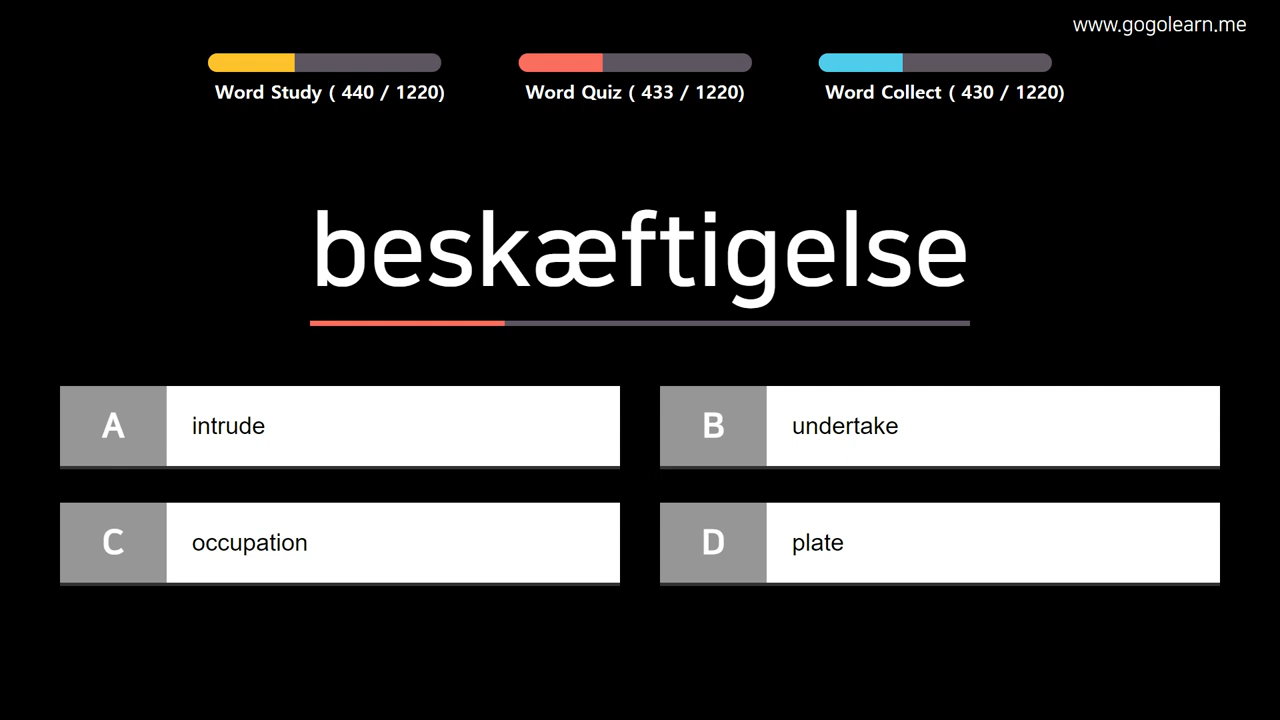 www.gogolearn.me
Word Study ( 440 / 1220)
Word Quiz ( 433 / 1220)
Word Collect ( 430 / 1220)
beskæftigelse
A intrude
B undertake
C occupation
D plate